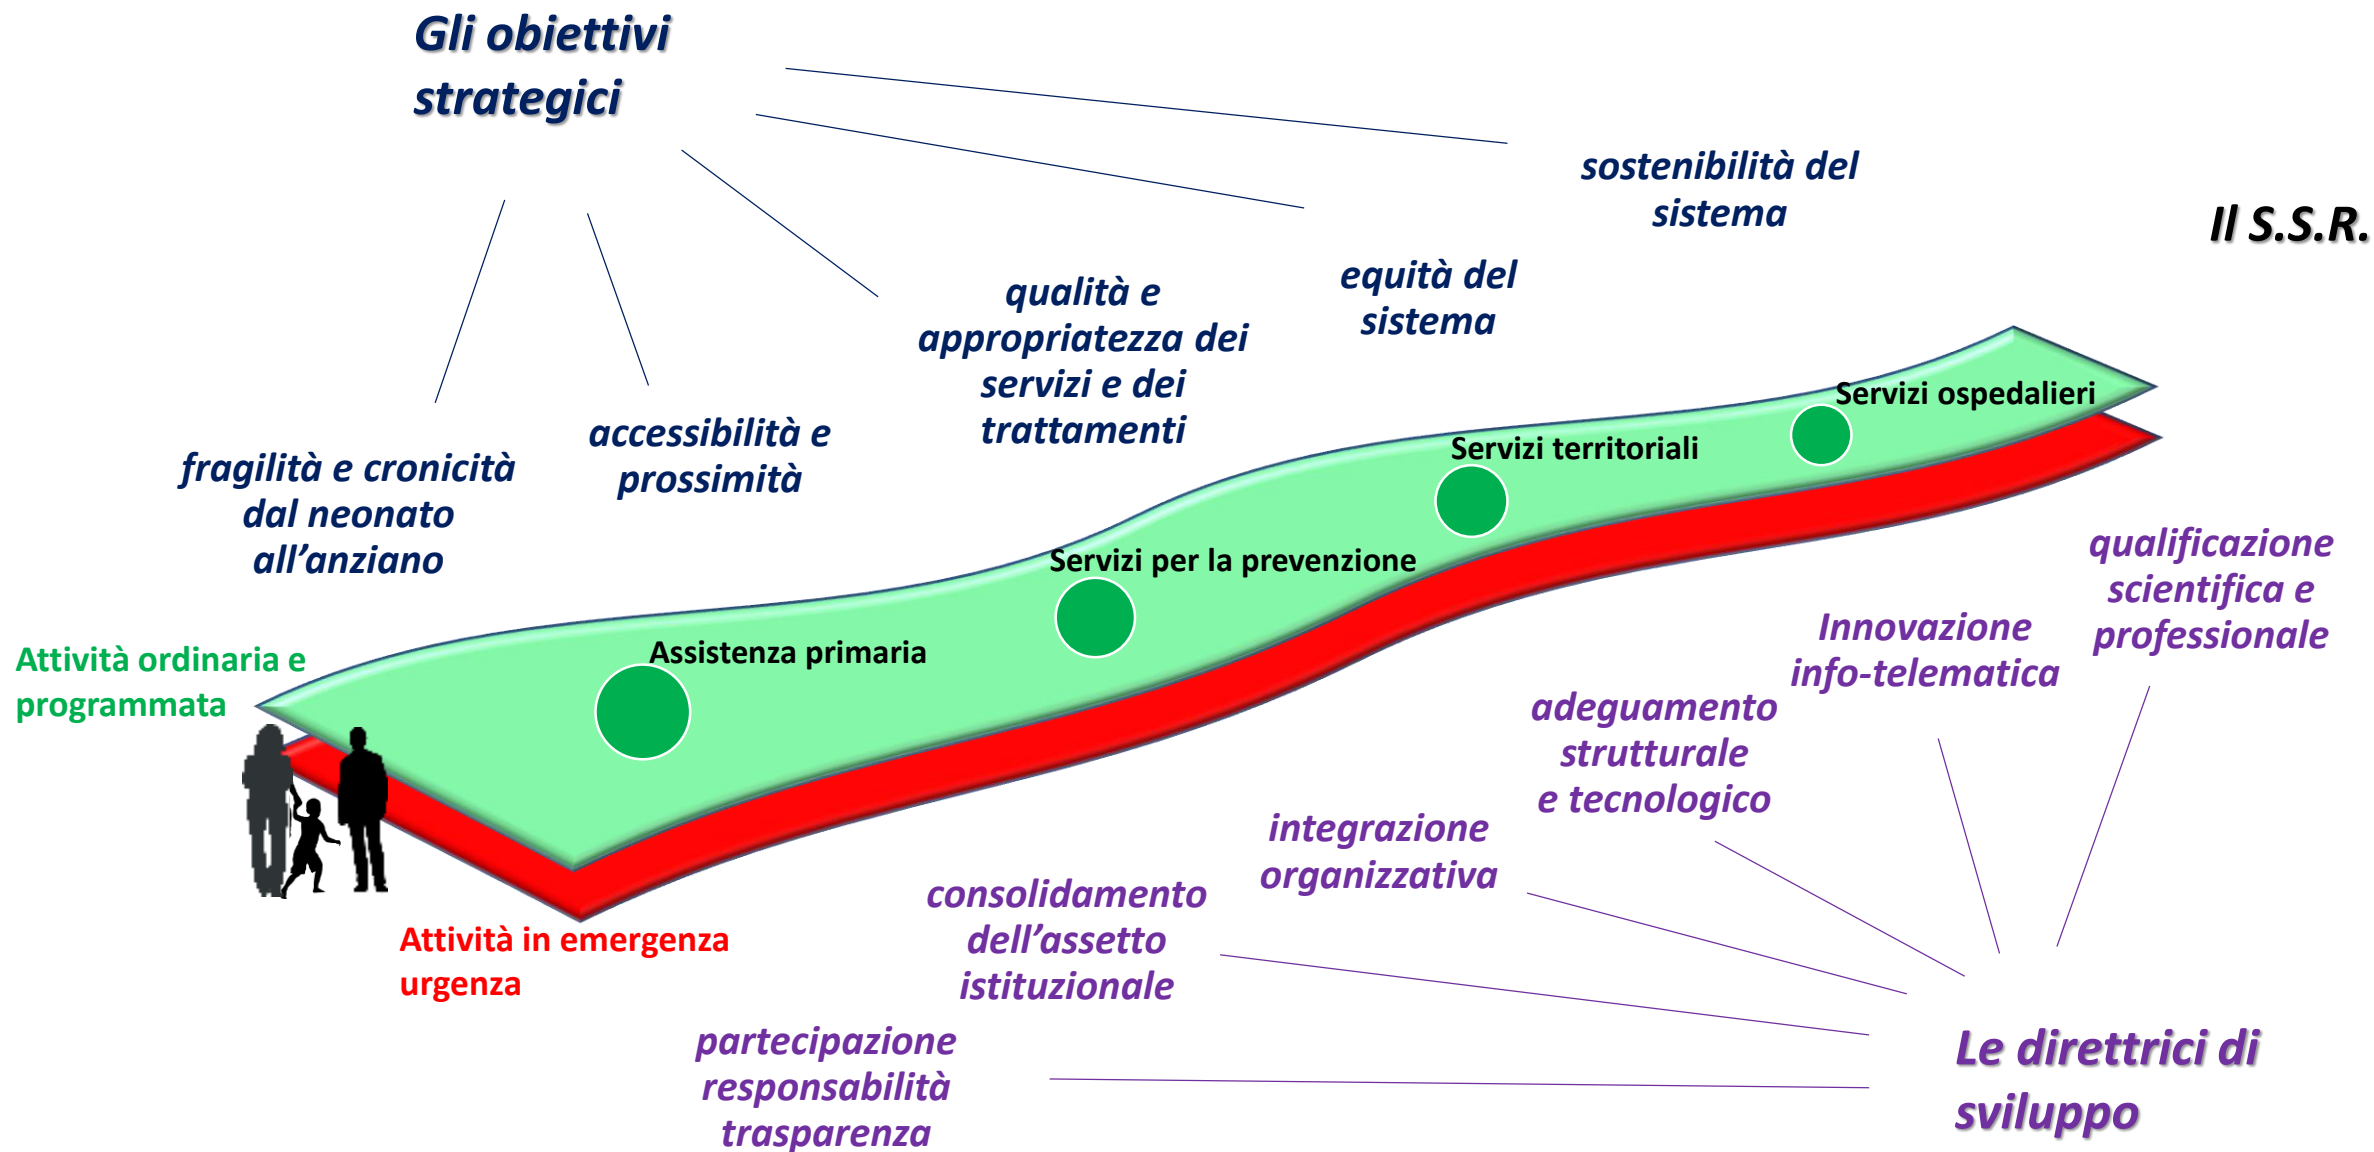 Gli obiettivi
strategici
sostenibilità del
sistema
Il S.S.R.
equità del
sistema
qualità e
appropriatezza dei
servizi e dei
trattamenti
accessibilità e
prossimità
fragilità e cronicità
dal neonato
all’anziano
Servizi ospedalieri
Servizi territoriali
Servizi per la prevenzione
Assistenza primaria
Attività ordinaria e
programmata
Attività in emergenza
urgenza
qualificazione
scientifica e
professionale
Innovazione
info-telematica
adeguamento
strutturale
e tecnologico
integrazione
organizzativa
consolidamento
dell’assetto
istituzionale
partecipazione
responsabilità
trasparenza
Le direttrici di
sviluppo